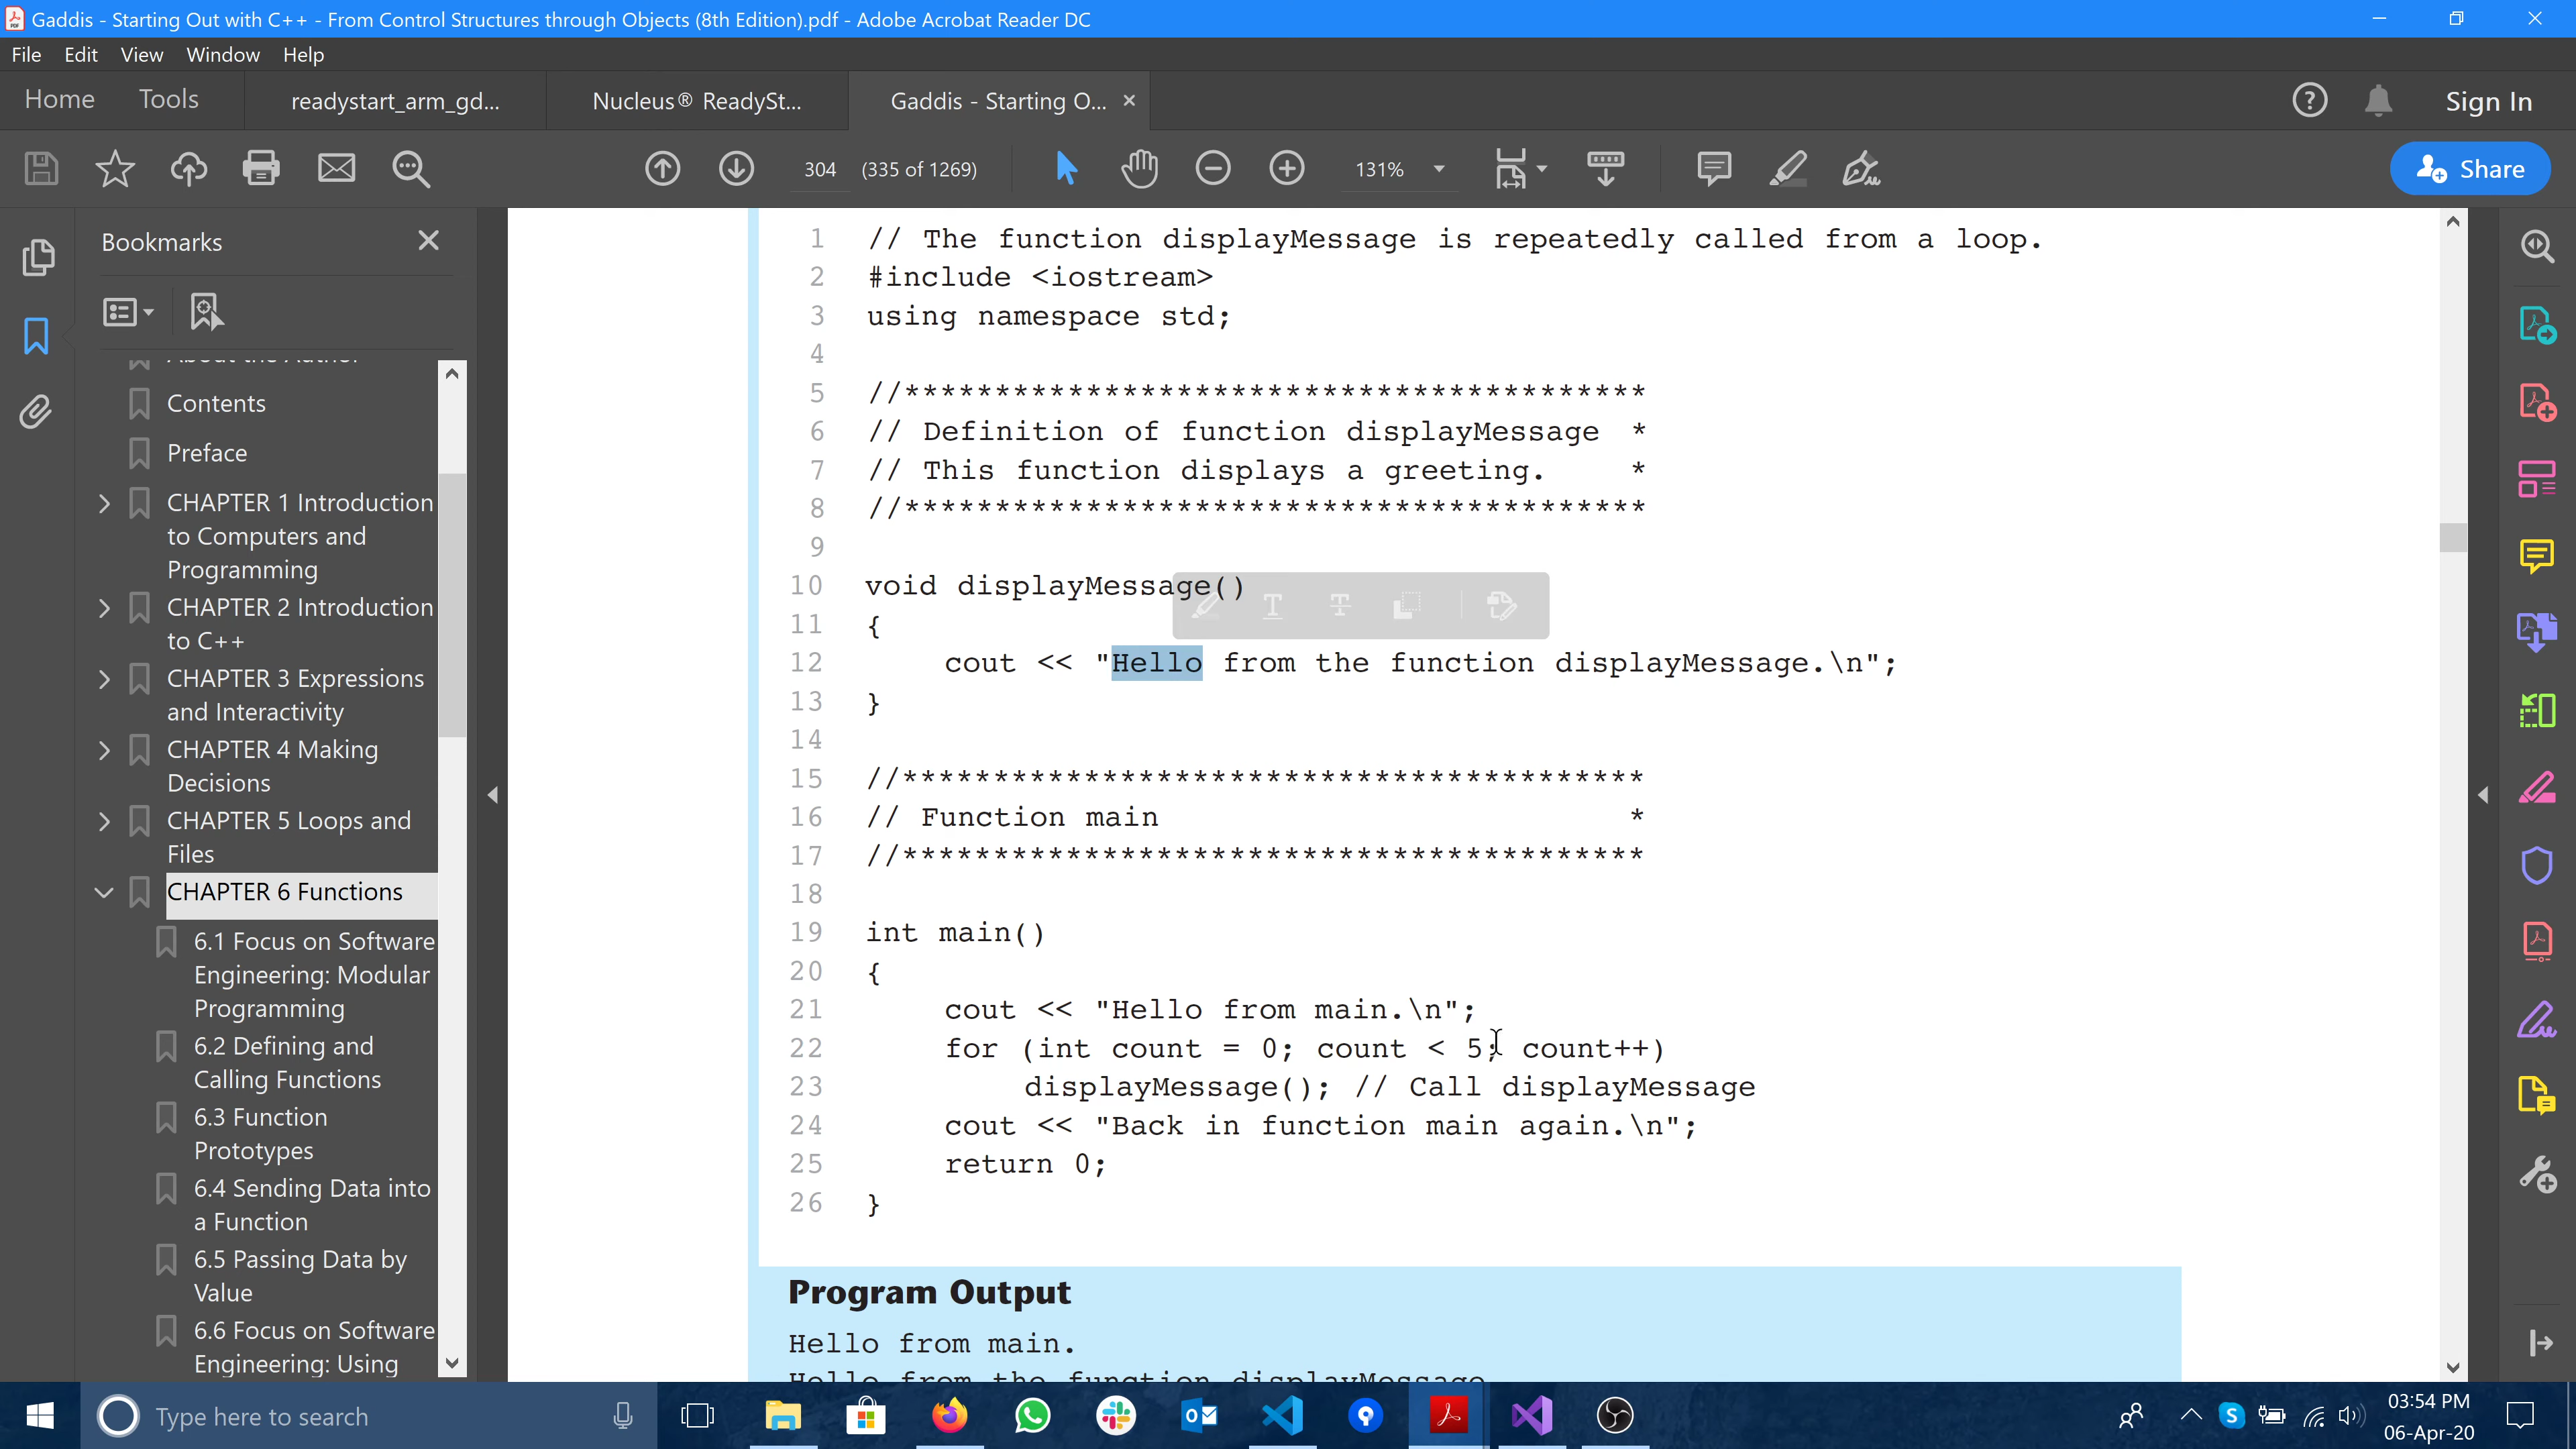 Gaddis - Starting Out with C++ - From Control Structures through Objects (8th Edition).pdf - Adobe Acrobat Reader DC
File Edit View Window Help
Home Tools readystart_arm_gd... Nucleus® ReadySt... Gaddis - Starting O... Sign In
304 (335 of 1269) 131% Share
Bookmarks
About the Author
Contents
Preface
CHAPTER 1 Introduction
to Computers and
Programming
CHAPTER 2 Introduction
to C++
CHAPTER 3 Expressions
and Interactivity
CHAPTER 4 Making
Decisions
CHAPTER 5 Loops and
Files
CHAPTER 6 Functions
6.1 Focus on Software
Engineering: Modular
Programming
6.2 Defining and
Calling Functions
6.3 Function
Prototypes
6.4 Sending Data into
a Function
6.5 Passing Data by
Value
6.6 Focus on Software
Engineering: Using
1 // The function displayMessage is repeatedly called from a loop.
2 #include <iostream>
3 using namespace std;
4
5 //*****************************************
6 // Definition of function displayMessage *
7 // This function displays a greeting. *
8 //*****************************************
9
10 void displayMessage()
11 {
12 cout << "Hello from the function displayMessage.\n";
13 }
14
15 //*****************************************
16 // Function main *
17 //*****************************************
18
19 int main()
20 {
21 cout << "Hello from main.\n";
22 for (int count = 0; count < 5; count++)
23 displayMessage(); // Call displayMessage
24 cout << "Back in function main again.\n";
25 return 0;
26 }
Program Output
Hello from main.
Hello from the function displayMessage
Type here to search
03:54 PM
06-Apr-20